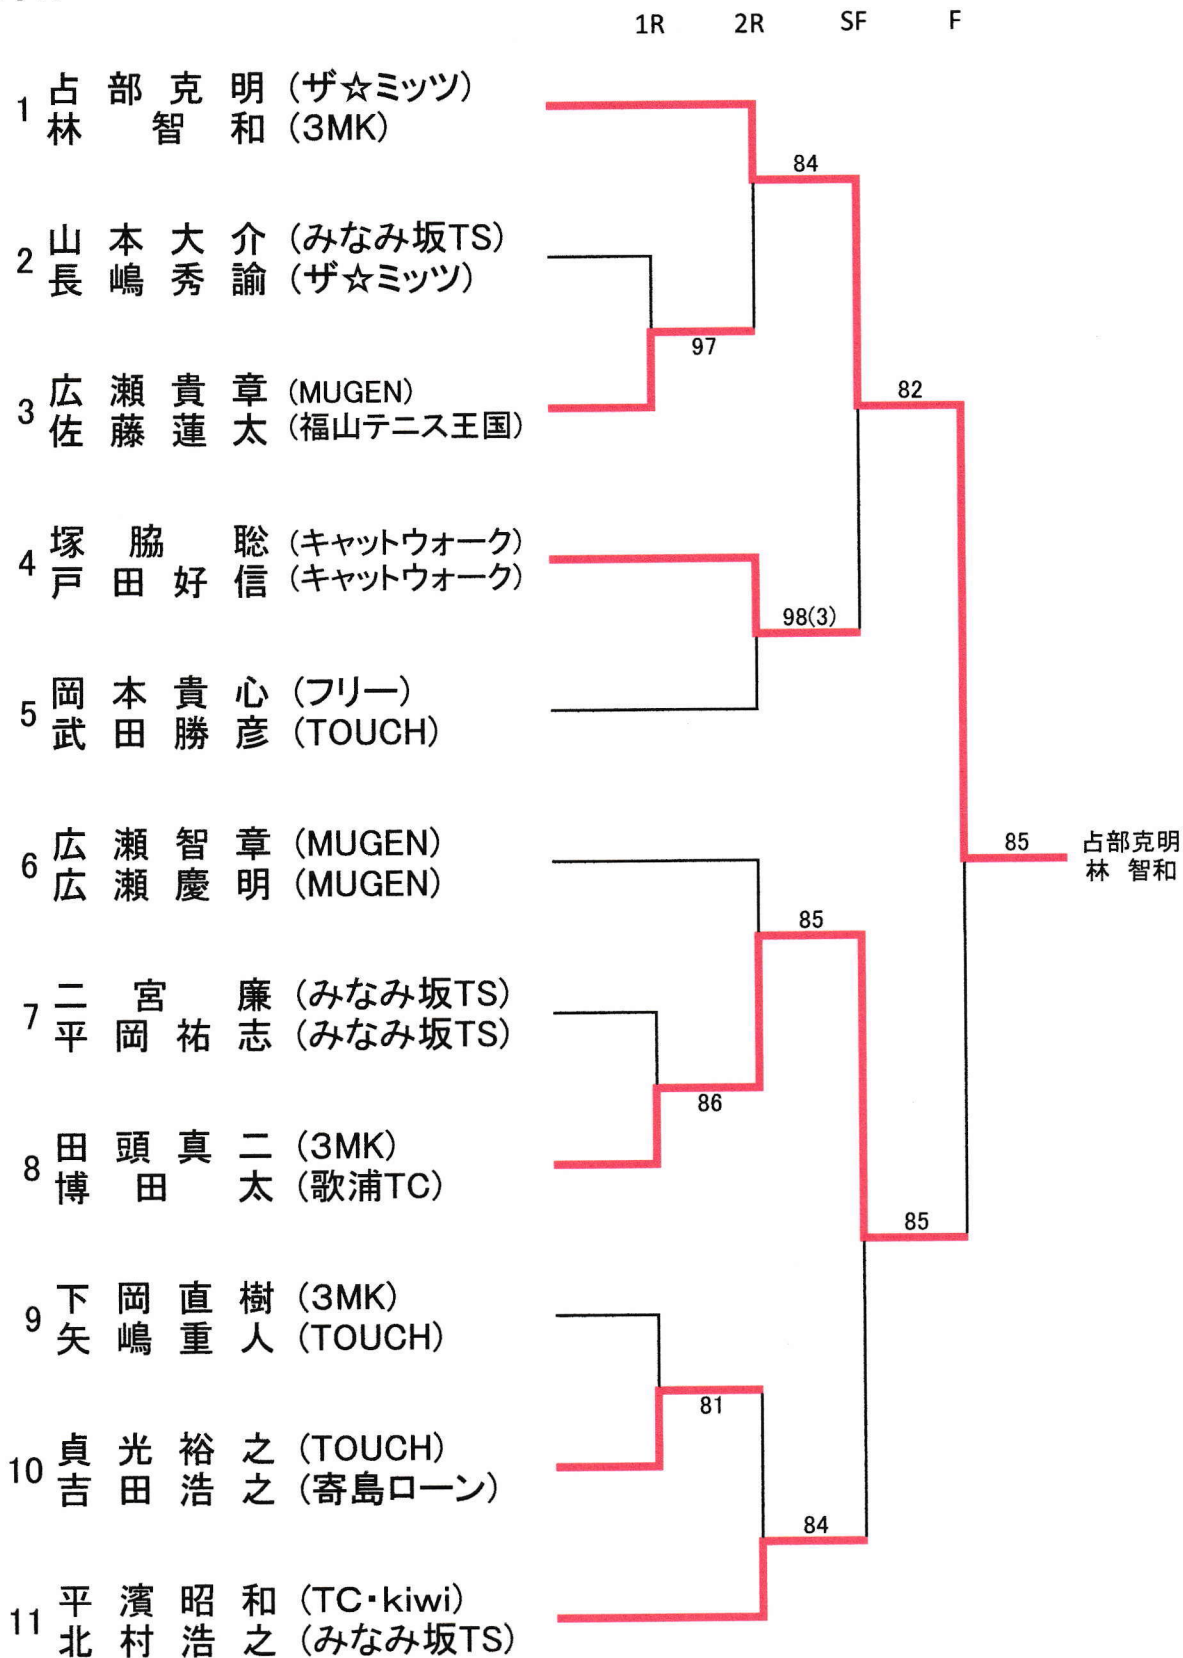 1R 2R SF F
1 占部克明 (ザ☆ミッツ)
林 智和 (3MK)
84
2 山本大介 (みなみ坂TS)
長嶋秀諭 (ザ☆ミッツ)
97
3 広瀬貴章 (MUGEN)
佐藤蓮太 (福山テニス王国)
82
4 塚脇 聡 (キャットウォーク)
戸田好信 (キャットウォーク)
98(3)
5 岡本貴心 (フリー)
武田勝彦 (TOUCH)
6 広瀬智章 (MUGEN)
広瀬慶明 (MUGEN)
85 占部克明
林 智和
85
7 二宮 廉 (みなみ坂TS)
平岡祐志 (みなみ坂TS)
86
8 田頭真二 (3MK)
博田 太 (歌浦TC)
85
9 下岡直樹 (3MK)
矢嶋重人 (TOUCH)
81
10 貞光裕之 (TOUCH)
吉田浩之 (寄島ローン)
84
11 平濱昭和 (TC・kiwi)
北村浩之 (みなみ坂TS)